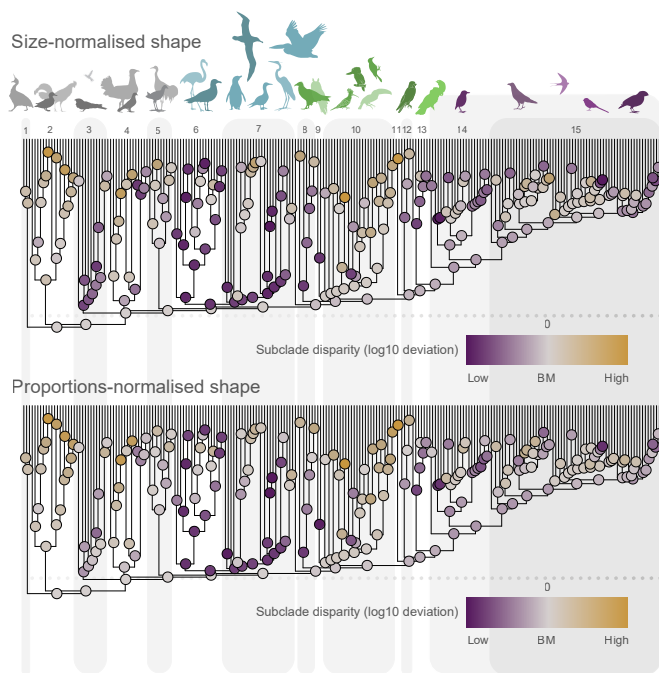 Size-normalised shape
1 2 3 4 5 6 7 8 9 10 11 12 13 14 15
0
Subclade disparity (log10 deviation)
Low BM High
Proportions-normalised shape
0
Subclade disparity (log10 deviation)
Low BM High